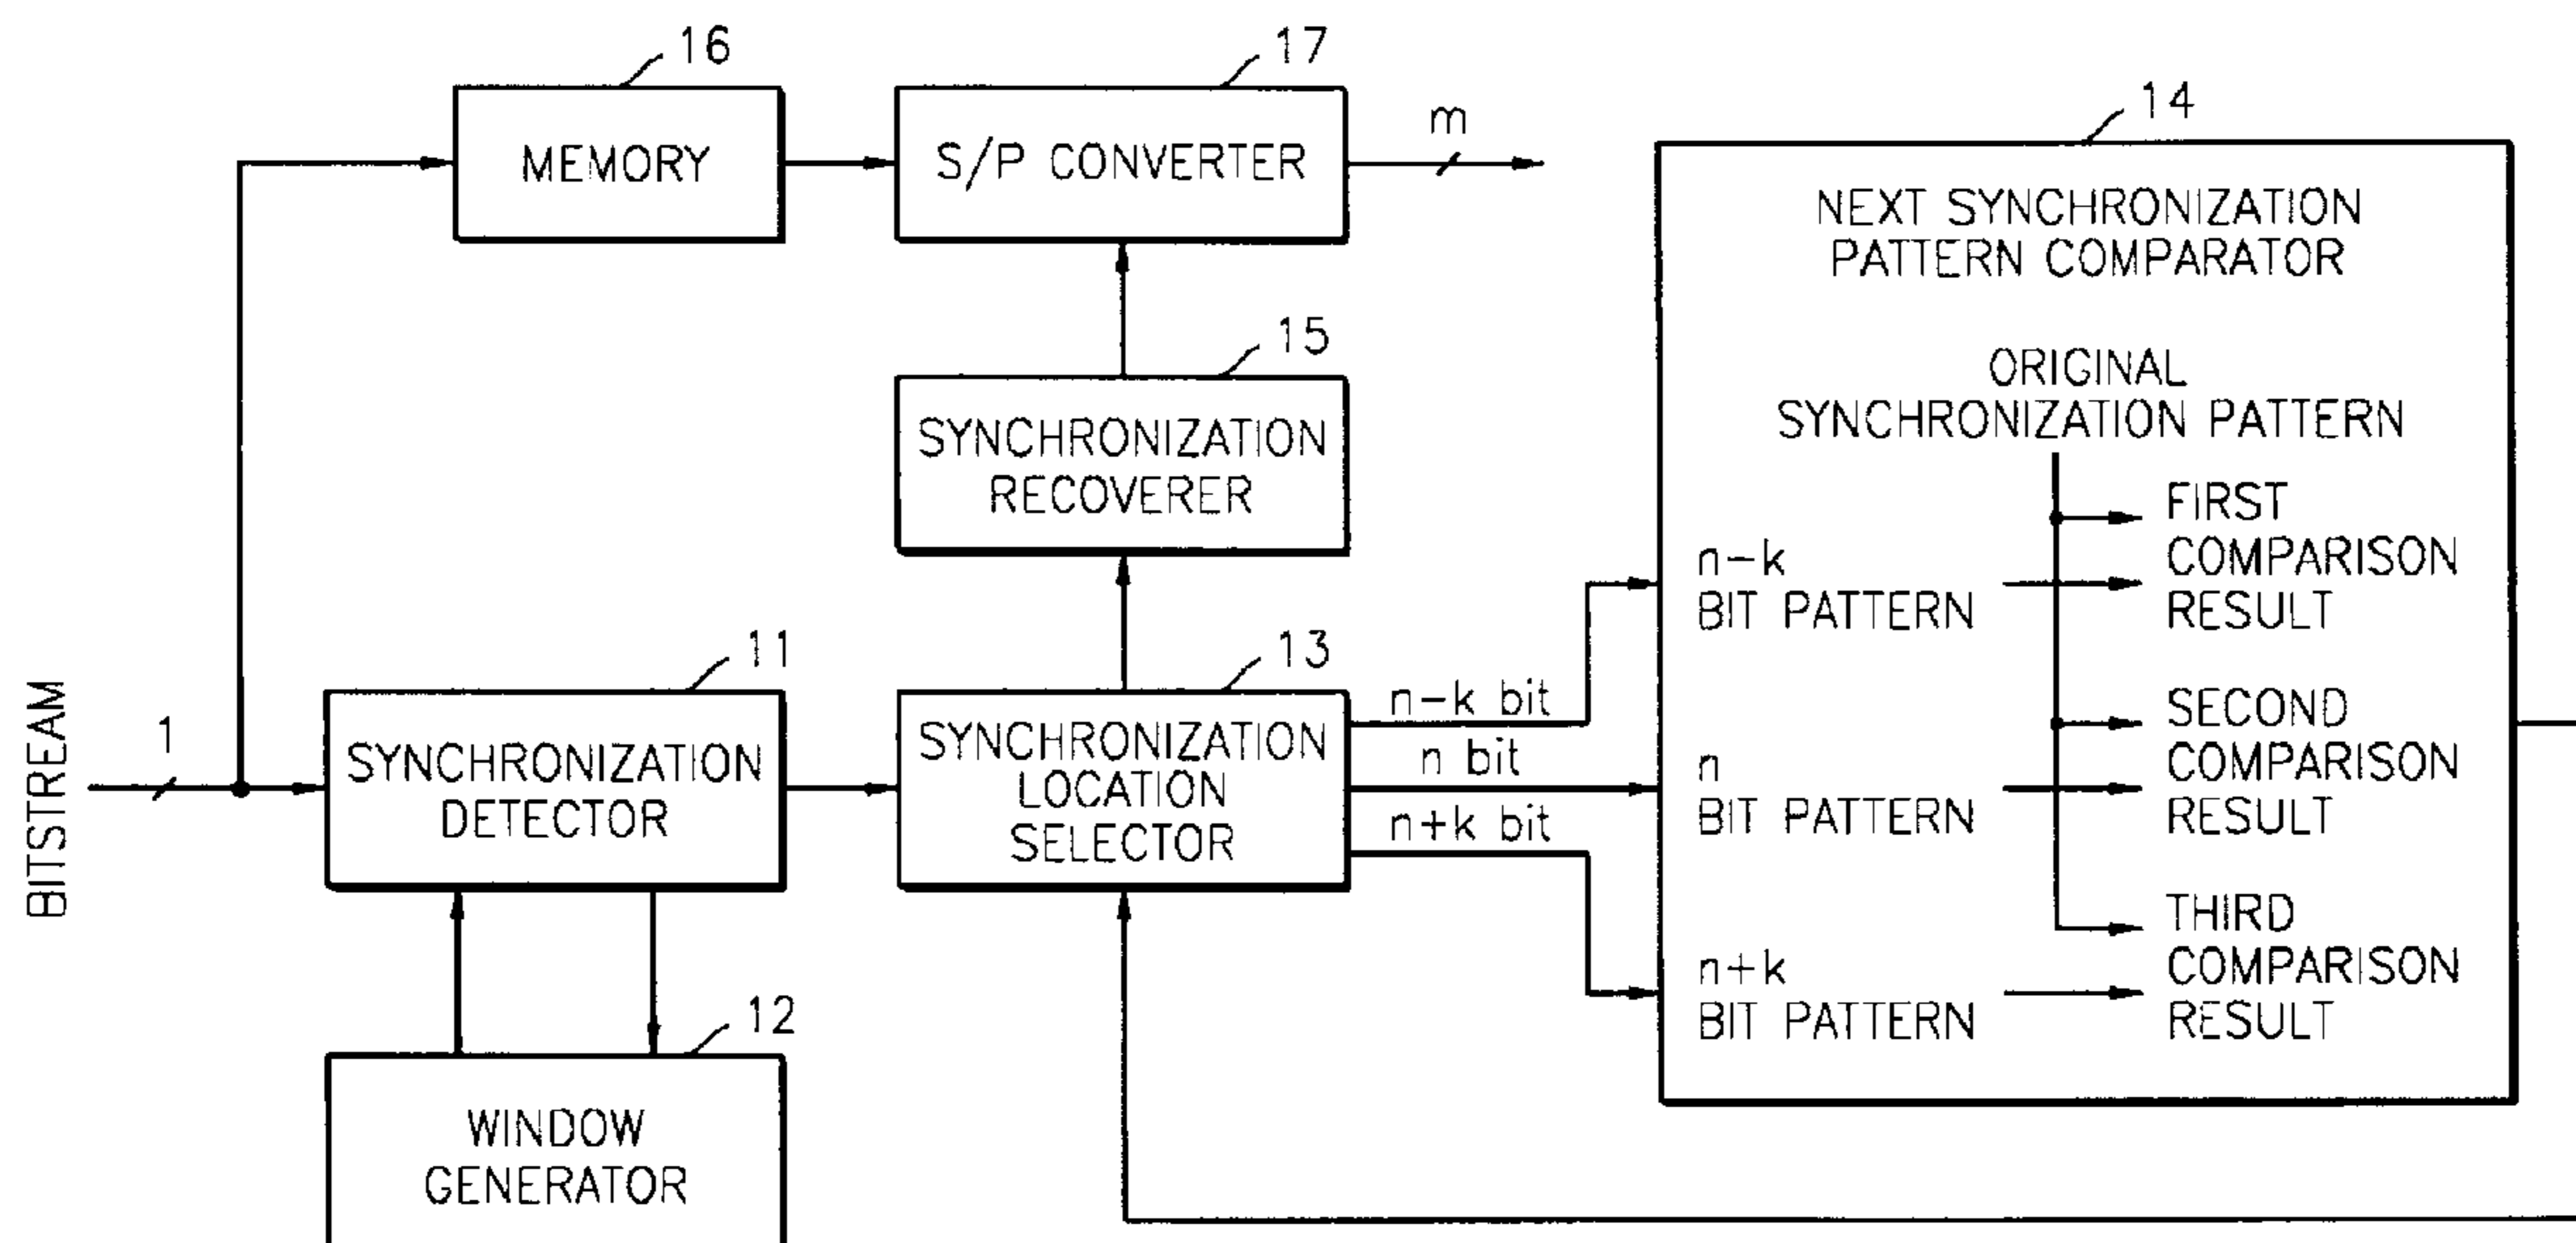 16
MEMORY
17
S/P CONVERTER
m
15
SYNCHRONIZATION
RECOVERER
BITSTREAM
1
11
SYNCHRONIZATION
DETECTOR
12
WINDOW
GENERATOR
13
SYNCHRONIZATION
LOCATION
SELECTOR
n-k bit
n bit
n+k bit
14
NEXT SYNCHRONIZATION
PATTERN COMPARATOR
ORIGINAL
SYNCHRONIZATION PATTERN
n-k
BIT PATTERN
FIRST
COMPARISON
RESULT
n
BIT PATTERN
SECOND
COMPARISON
RESULT
n+k
BIT PATTERN
THIRD
COMPARISON
RESULT